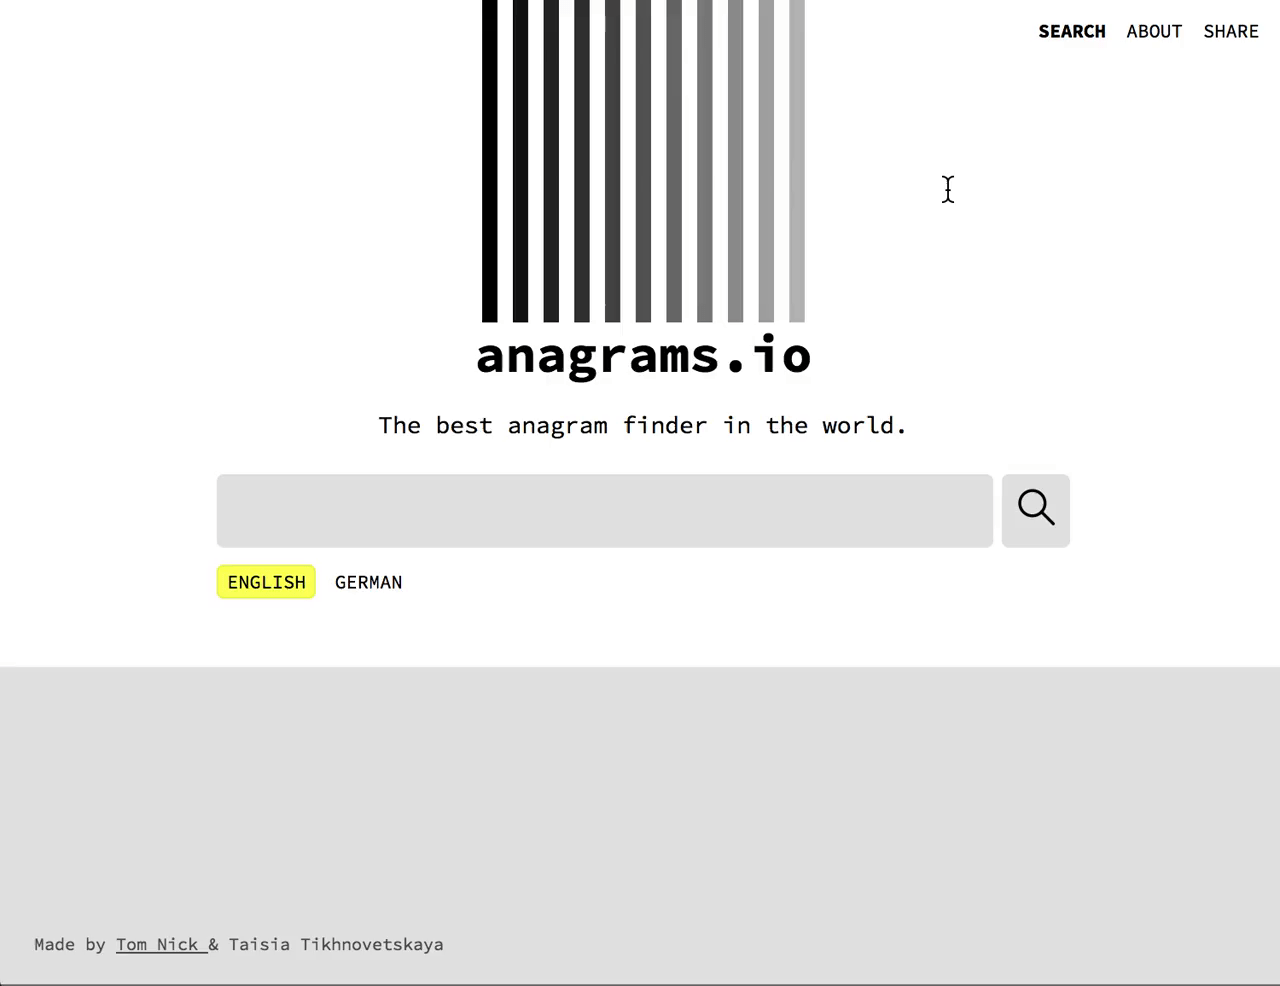 SEARCH ABOUT SHARE
anagrams.io
The best anagram finder in the world.
ENGLISH GERMAN
Made by Tom Nick & Taisia Tikhnovetskaya